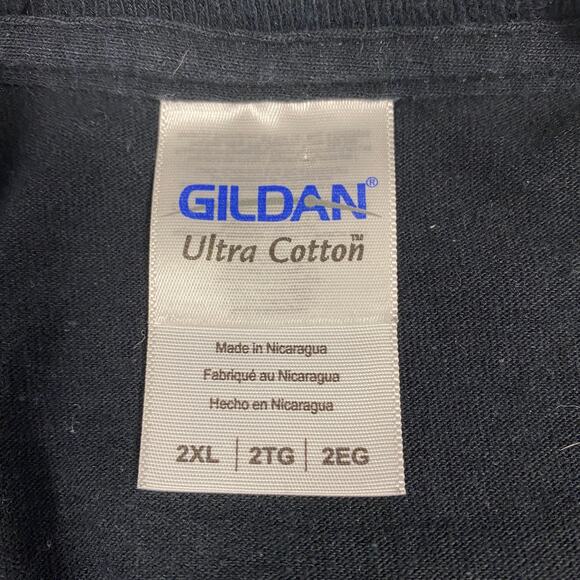 GILDAN®
Ultra Cotton™
Made in Nicaragua
Fabriqué au Nicaragua
Hecho en Nicaragua
2XL | 2TG | 2EG